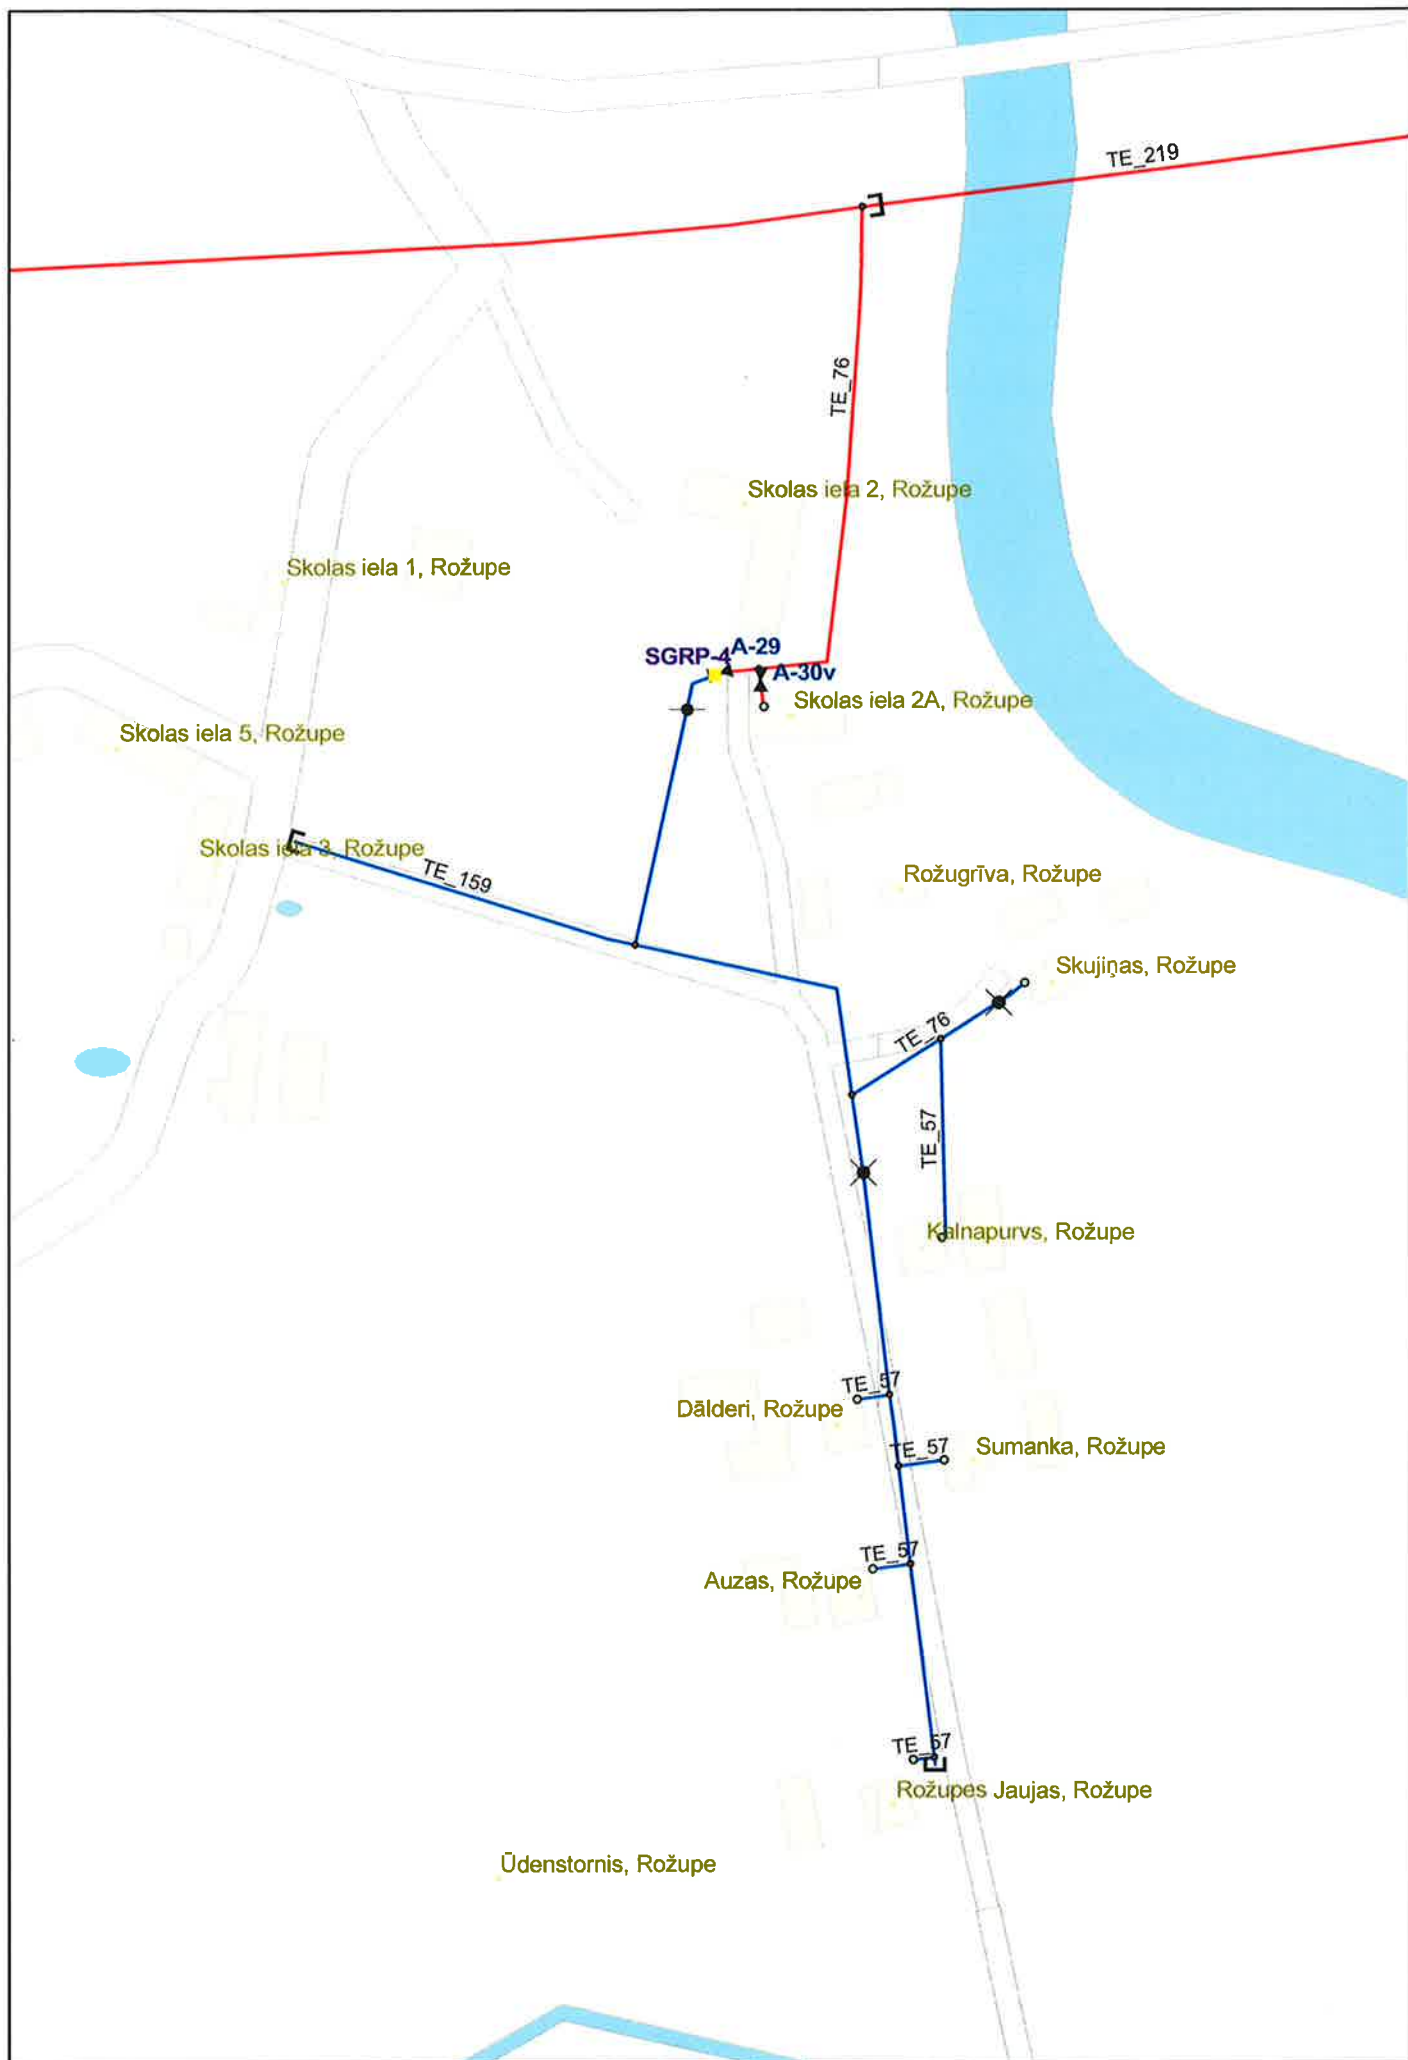 TE_219
TE_76
Skolas iela 2, Rožupe
Skolas iela 1, Rožupe
A-29
SGRP-4
A-30v
Skolas iela 2A, Rožupe
Skolas iela 5, Rožupe
Skolas iela 3, Rožupe
TE_159
Rožugrīva, Rožupe
Skujiņas, Rožupe
TE_76
TE_57
Kalnapurvs, Rožupe
TE_57
Dālderi, Rožupe
TE_57
Sumanka, Rožupe
TE_57
Auzas, Rožupe
TE_57
Rožupes Jaujas, Rožupe
Ūdenstornis, Rožupe